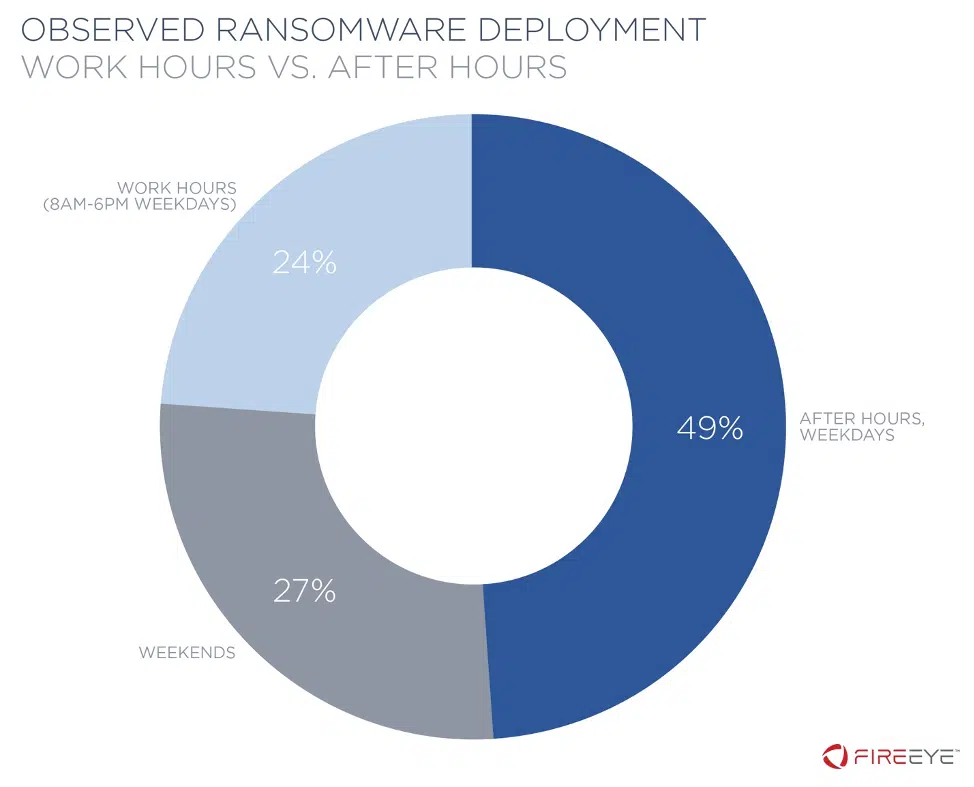 OBSERVED RANSOMWARE DEPLOYMENT
WORK HOURS VS. AFTER HOURS
WORK HOURS
(8AM-6PM WEEKDAYS)
24%
49%
AFTER HOURS,
WEEKDAYS
27%
WEEKENDS
FIREEYE™